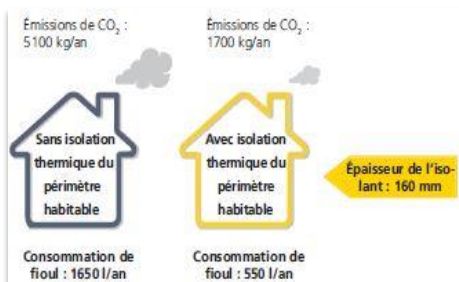 Émissions de CO₂ :
5100 kg/an
Émissions de CO₂ :
1700 kg/an
Sans isolation
thermique du
périmètre
habitable
Avec isolation
thermique du
périmètre
habitable
Épaisseur de l'iso-
lant : 160 mm
Consommation de
fioul : 1650 l/an
Consommation de
fioul : 550 l/an